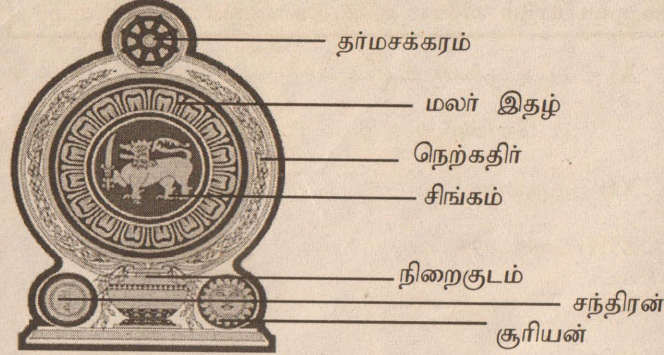 தர்மசக்கரம்
மலர் இதழ்
நெற்கதிர்
சிங்கம்
நிறைகுடம்
சந்திரன்
சூரியன்